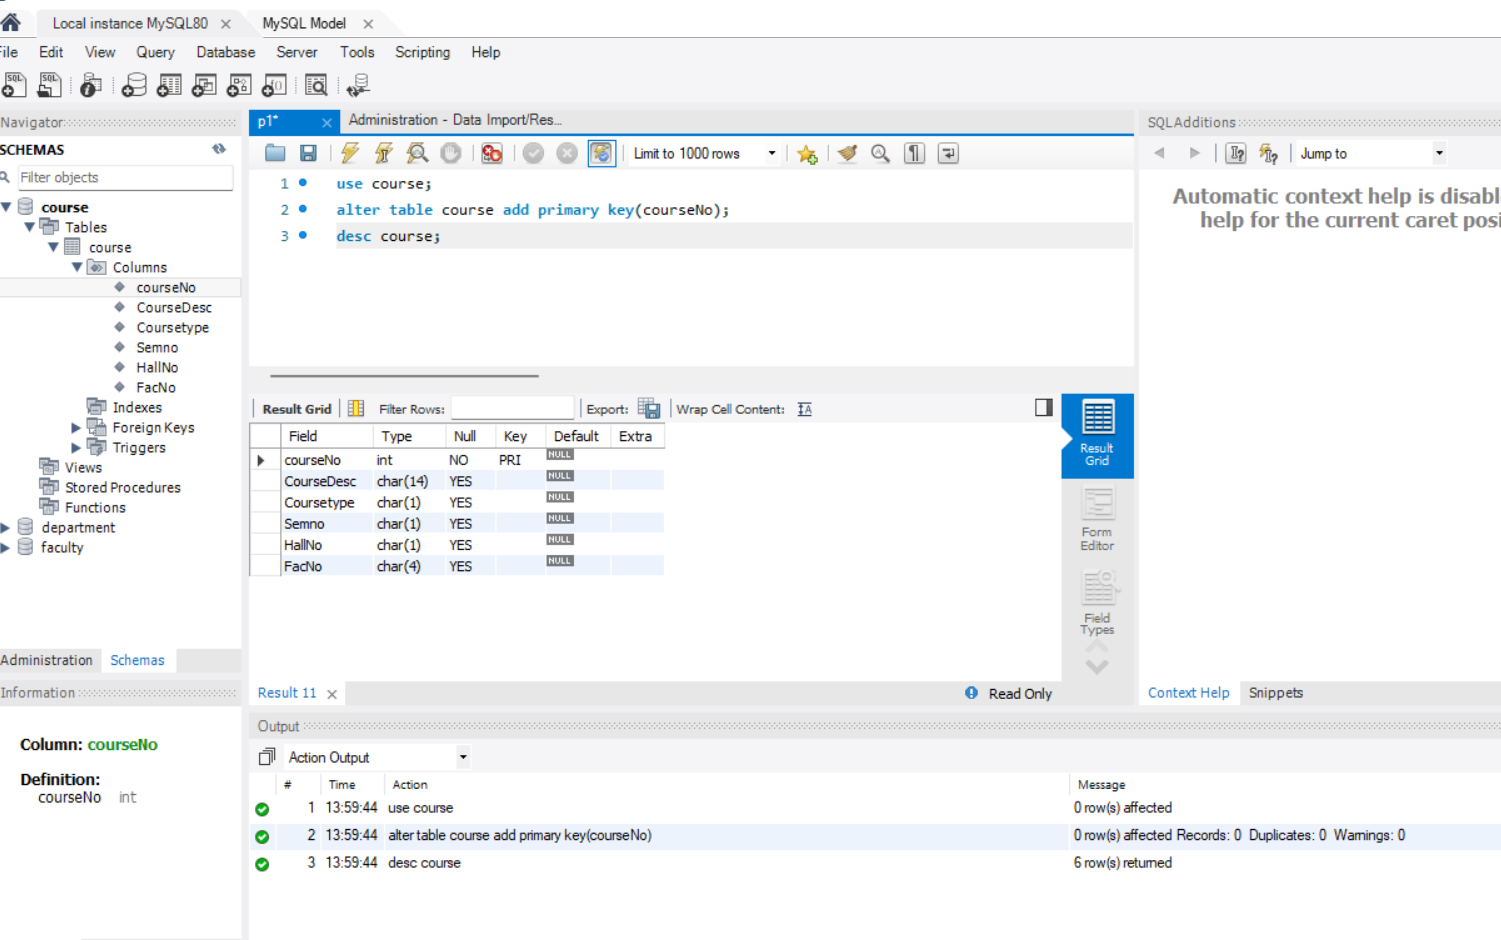 Local instance MySQL80 ×
MySQL Model ×
File Edit View Query Database Server Tools Scripting Help
Navigator
SCHEMAS
Filter objects
course
Tables
course
Columns
courseNo
CourseDesc
Coursetype
Semno
HallNo
FacNo
Indexes
Foreign Keys
Triggers
Views
Stored Procedures
Functions
department
faculty
Administration Schemas
Information
Column: courseNo
Definition:
courseNo int
p1* × Administration - Data Import/Res...
Limit to 1000 rows
1 use course;
2 alter table course add primary key(courseNo);
3 desc course;
Result Grid Filter Rows: Export: Wrap Cell Content:
Field Type Null Key Default Extra
courseNo int NO PRI NULL
CourseDesc char(14) YES NULL
Coursetype char(1) YES NULL
Semno char(1) YES NULL
HallNo char(1) YES NULL
FacNo char(4) YES NULL
Result
Grid
Form
Editor
Field
Types
Result 11 × Read Only
SQLAdditions
Jump to
Automatic context help is disabl
help for the current caret posi
Context Help Snippets
Output
Action Output
# Time Action Message
1 13:59:44 use course 0 row(s) affected
2 13:59:44 alter table course add primary key(courseNo) 0 row(s) affected Records: 0 Duplicates: 0 Warnings: 0
3 13:59:44 desc course 6 row(s) returned